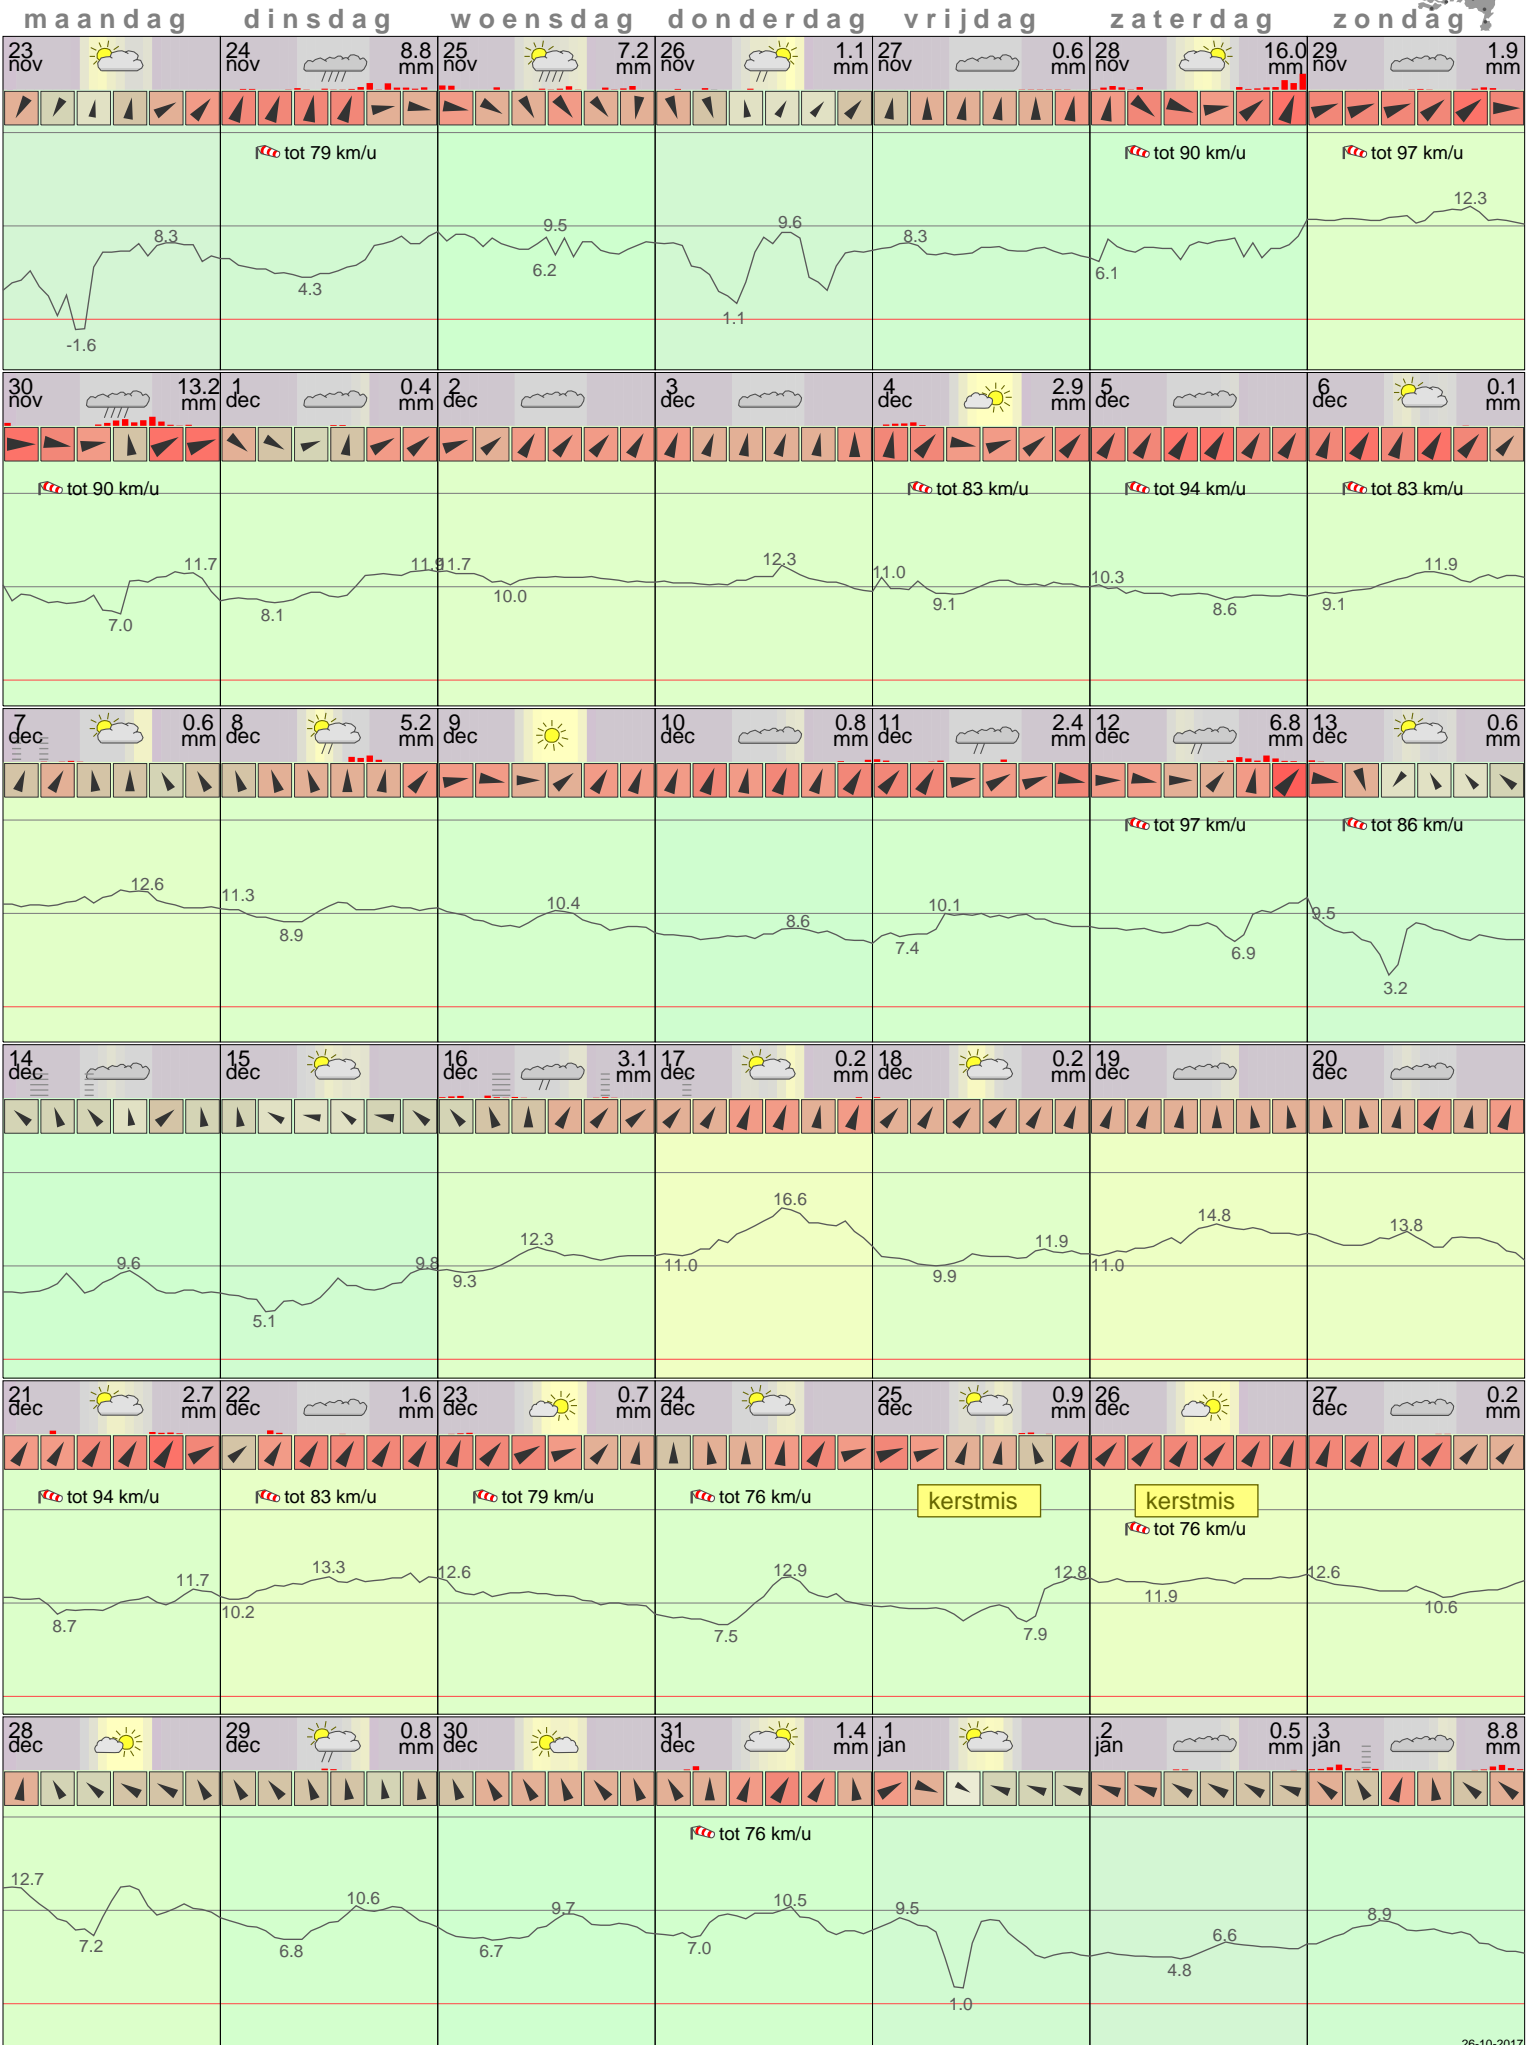 maandag dinsdag woensdag donderdag vrijdag zaterdag zondag
23 nov
24 nov 8.8 mm
25 nov 7.2 mm
26 nov 1.1 mm
27 nov 0.6 mm
28 nov 16.0 mm
29 nov 1.9 mm
tot 79 km/u
tot 90 km/u
tot 97 km/u
8.3
-1.6
4.3
9.5
6.2
9.6
1.1
8.3
6.1
12.3
30 nov 13.2 mm
1 dec 0.4 mm
2 dec
3 dec
4 dec 2.9 mm
5 dec
6 dec 0.1 mm
tot 90 km/u
tot 83 km/u
tot 94 km/u
tot 83 km/u
7.0
11.7
8.1
11.9
11.7
10.0
12.3
11.0
9.1
10.3
8.6
9.1
11.9
7 dec 0.6 mm
8 dec 5.2 mm
9 dec
10 dec 0.8 mm
11 dec 2.4 mm
12 dec 6.8 mm
13 dec 0.6 mm
tot 97 km/u
tot 86 km/u
12.6
11.3
8.9
10.4
8.6
7.4
10.1
6.9
9.5
3.2
14 dec
15 dec
16 dec 3.1 mm
17 dec 0.2 mm
18 dec 0.2 mm
19 dec
20 dec
9.6
5.1
9.8
9.3
12.3
11.0
16.6
9.9
11.9
11.0
14.8
13.8
21 dec 2.7 mm
22 dec 1.6 mm
23 dec 0.7 mm
24 dec
25 dec 0.9 mm
26 dec
27 dec 0.2 mm
tot 94 km/u
tot 83 km/u
tot 79 km/u
tot 76 km/u
kerstmis
kerstmis
tot 76 km/u
8.7
11.7
10.2
13.3
12.6
7.5
12.9
7.9
12.8
11.9
12.6
10.6
28 dec
29 dec 0.8 mm
30 dec
31 dec 1.4 mm
1 jan
2 jan 0.5 mm
3 jan 8.8 mm
tot 76 km/u
12.7
7.2
6.8
10.6
6.7
9.7
7.0
10.5
9.5
1.0
4.8
6.6
8.9
26-10-2017